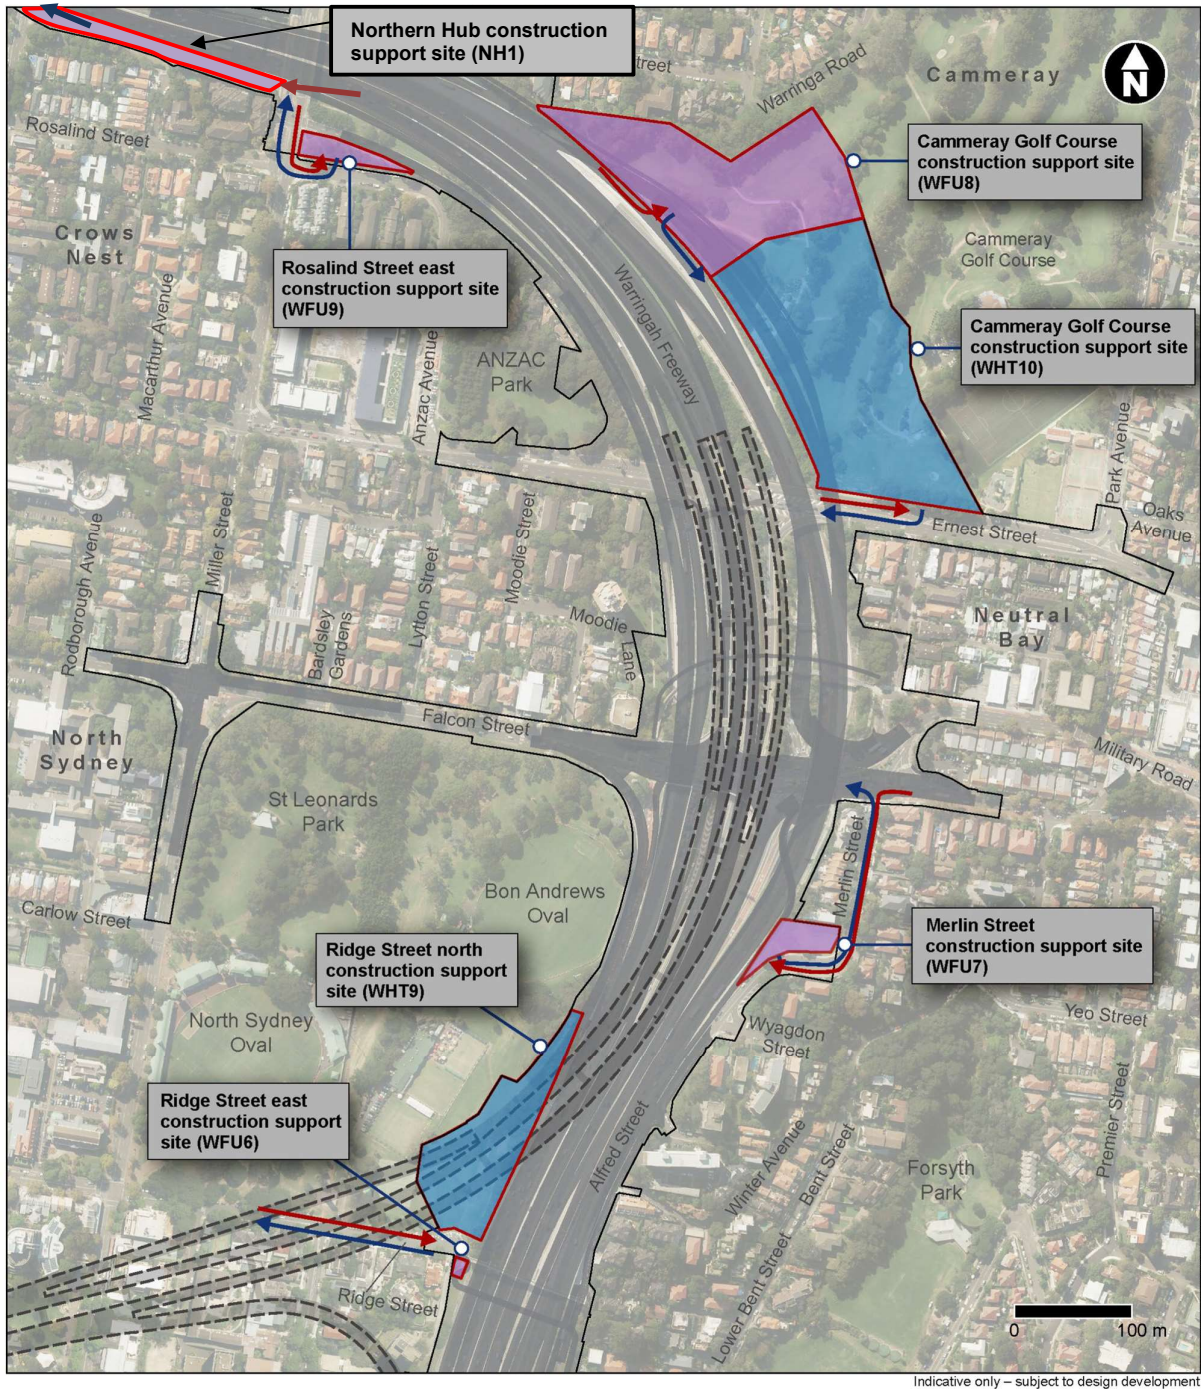 Northern Hub construction
support site (NH1)
treet
Warringa Road
Cammeray
N
Rosalind Street
Cammeray Golf Course
construction support site
(WFU8)
Crows
Nest
Cammeray
Golf Course
Rosalind Street east
construction support site
(WFU9)
Warringah Freeway
Macarthur Avenue
Cammeray Golf Course
construction support site
(WHT10)
ANZAC
Park
Anzac Avenue
Park Avenue
Oaks
Avenue
Ernest Street
Miller Street
Moodie Street
Rodborough Avenue
Lytton Street
Bardsley
Gardens
Moodie
Lane
Neutral
Bay
Falcon Street
North
Sydney
Military Road
St Leonards
Park
Merlin Street
Bon Andrews
Oval
Carlow Street
Merlin Street
construction support site
(WFU7)
Ridge Street north
construction support
site (WHT9)
North Sydney
Oval
Wyagdon
Street
Yeo Street
Ridge Street east
construction support
site (WFU6)
Alfred Street
Winter Avenue
Bent Street
Premier Street
Forsyth
Park
Ridge Street
Lower Bent Street
0 100 m
Indicative only – subject to design development